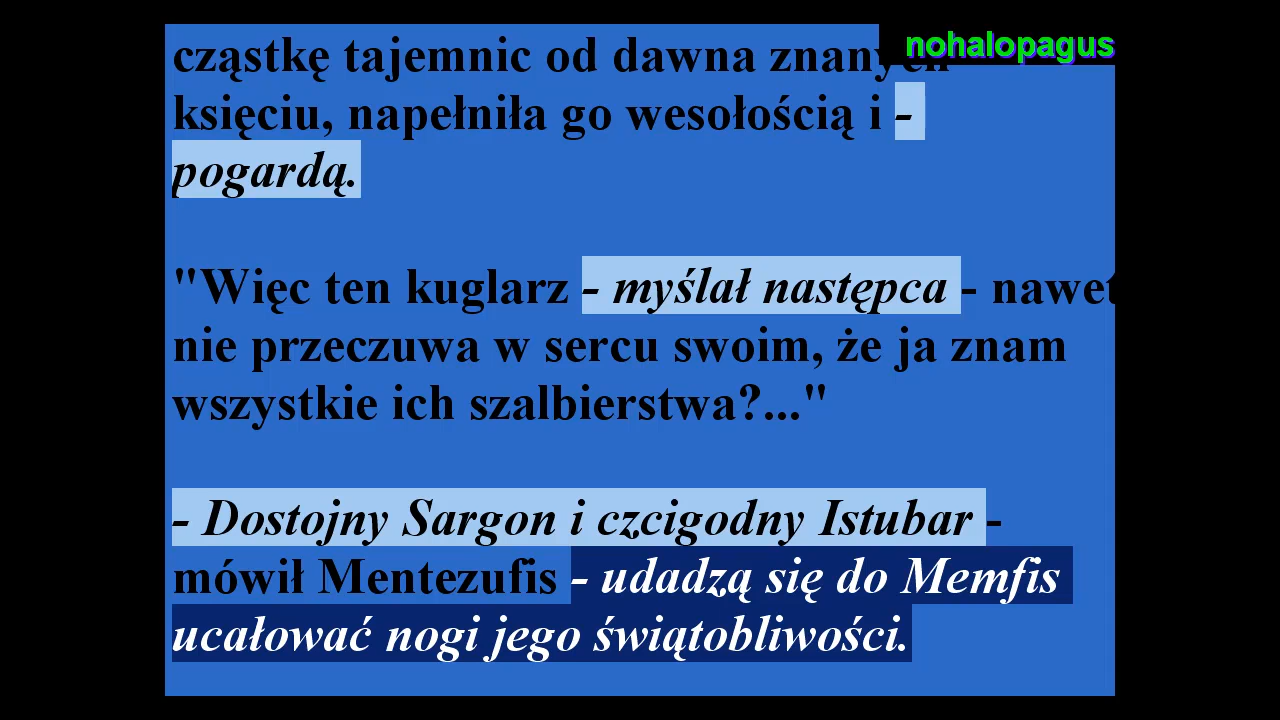 nohalopagus
cząstkę tajemnic od dawna znanych
księciu, napełniła go wesołością i -
pogardą.
"Więc ten kuglarz - myślał następca - nawet
nie przeczuwa w sercu swoim, że ja znam
wszystkie ich szalbierstwa?..."
- Dostojny Sargon i czcigodny Istubar -
mówił Mentezufis - udadzą się do Memfis
ucałować nogi jego świątobliwości.